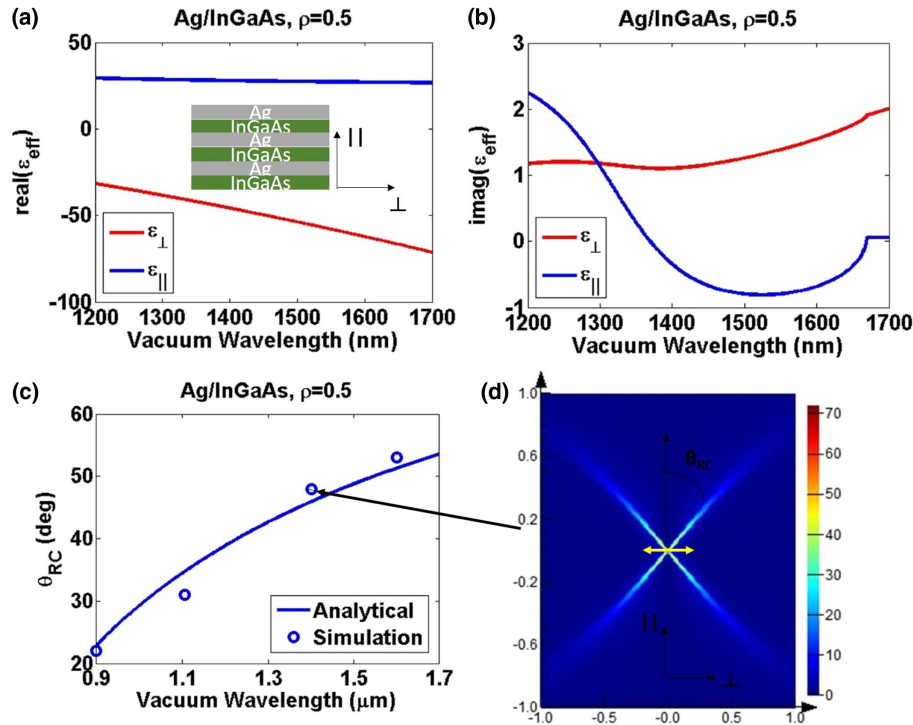 (a)
Ag/InGaAs, ρ=0.5
real(ε_eff)
50
0
-50
-100
Ag
InGaAs
Ag
InGaAs
Ag
InGaAs
||
⊥
ε⊥
ε||
1200 1300 1400 1500 1600 1700
Vacuum Wavelength (nm)
(b)
Ag/InGaAs, ρ=0.5
imag(ε_eff)
3
2
1
0
-1
ε⊥
ε||
1200 1300 1400 1500 1600 1700
Vacuum Wavelength (nm)
(c)
Ag/InGaAs, ρ=0.5
θ_RC (deg)
60
50
40
30
20
Analytical
Simulation
0.9 1.1 1.3 1.5 1.7
Vacuum Wavelength (μm)
(d)
1.0
0.6
0.2
-0.2
-0.6
-1.0
θ_RC
||
⊥
-1.0 -0.5 -0.0 0.5 1.0
70
60
50
40
30
20
10
0